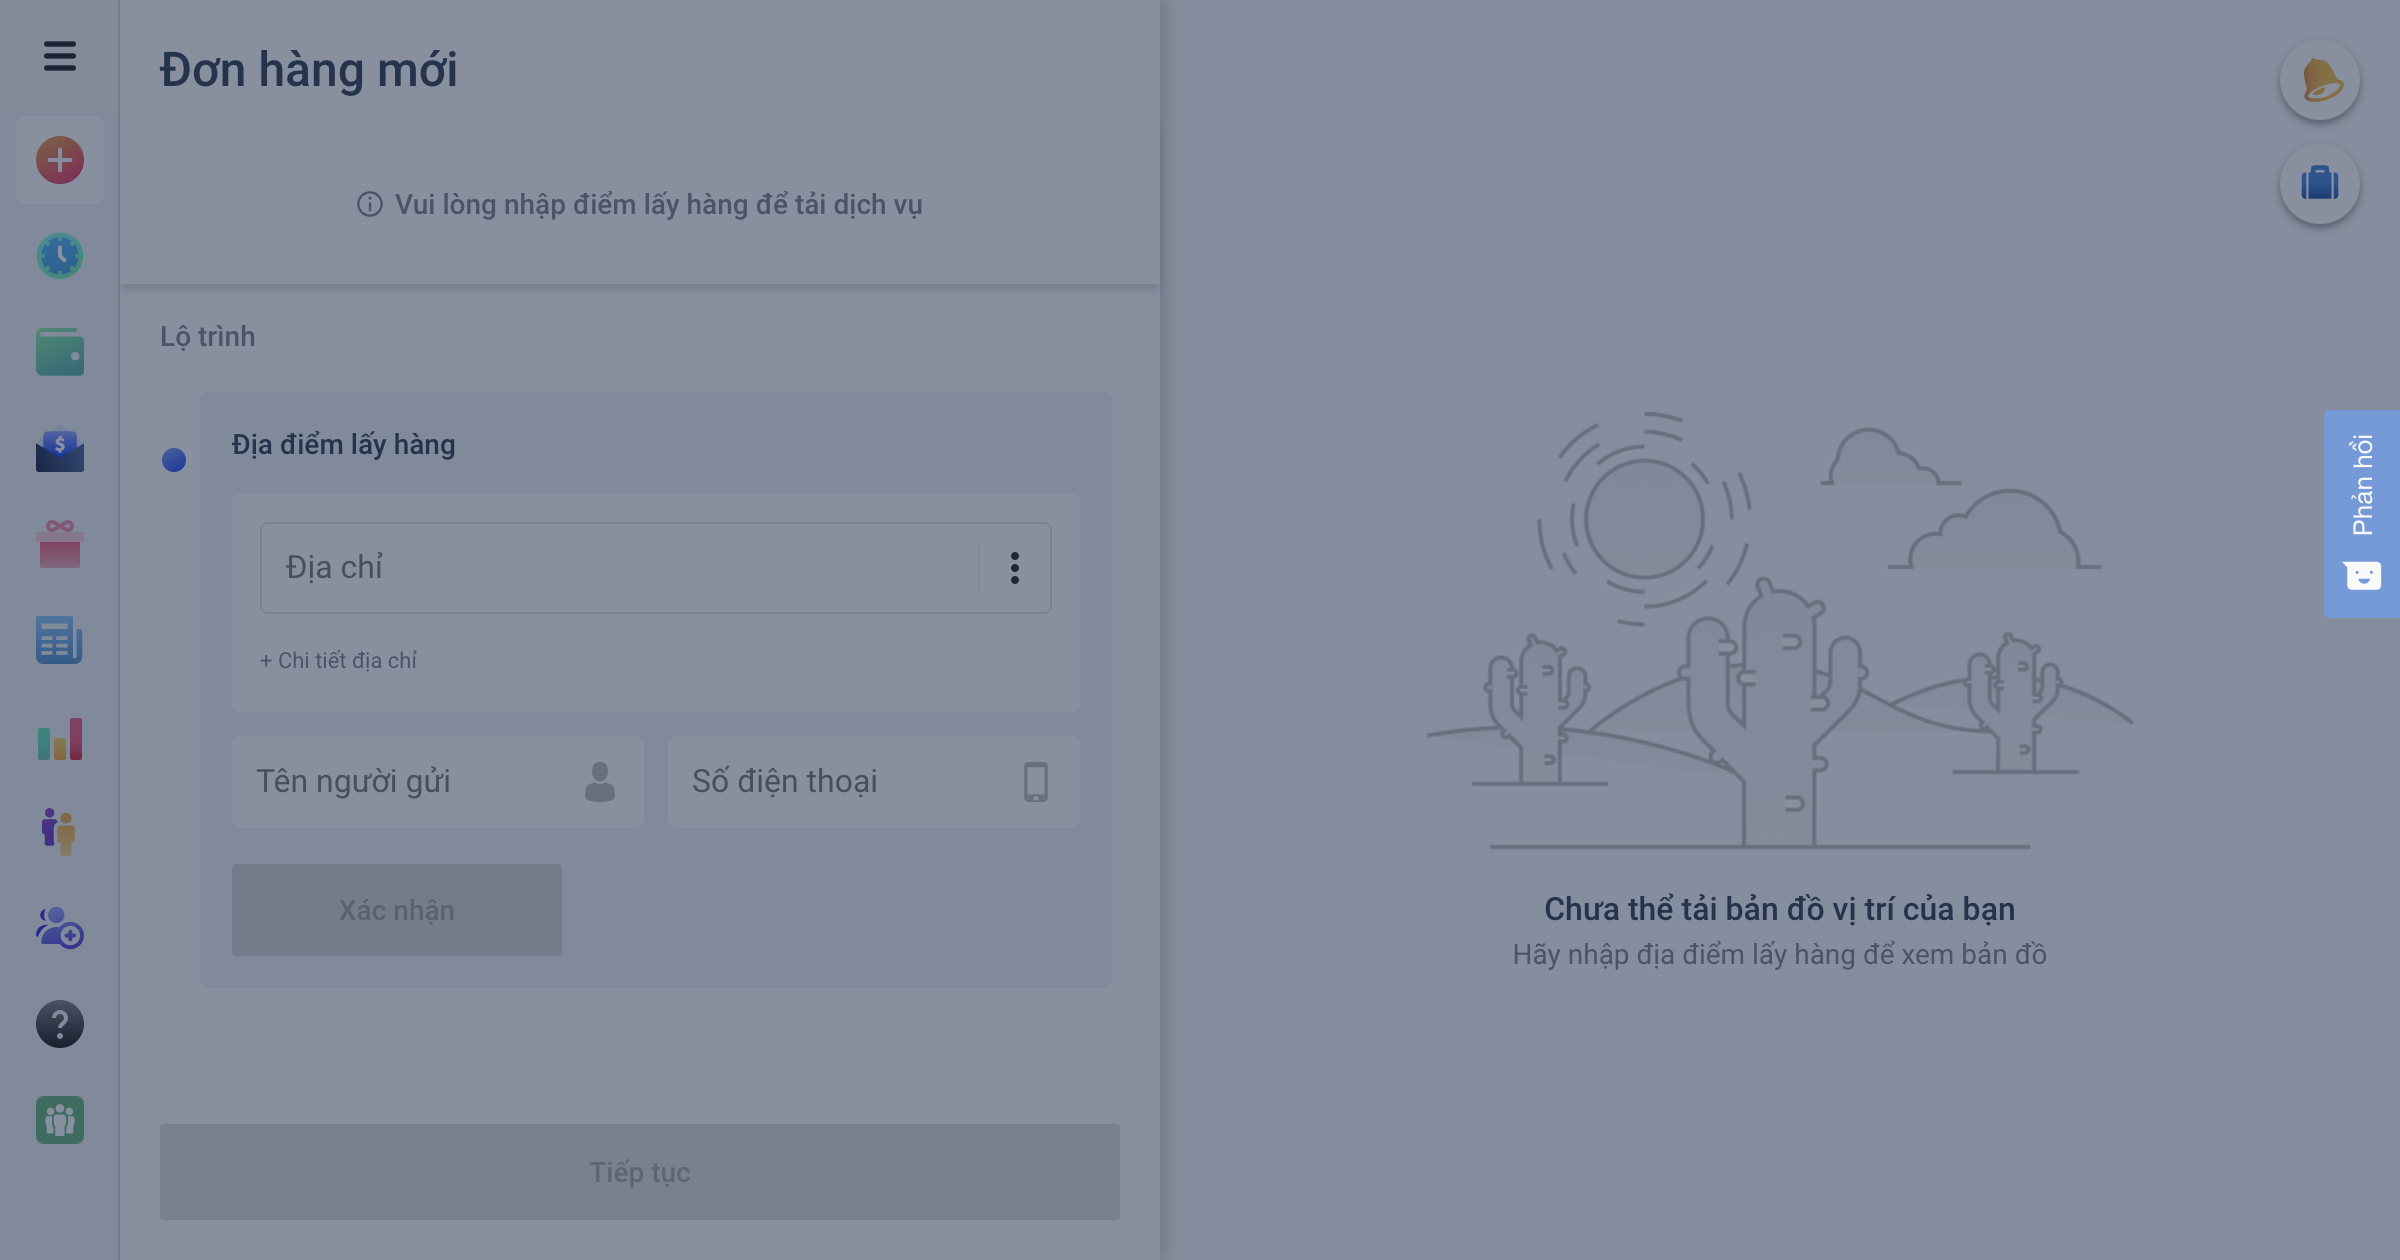 Đơn hàng mới
Vui lòng nhập điểm lấy hàng để tải dịch vụ
Lộ trình
Địa điểm lấy hàng
Địa chỉ
+ Chi tiết địa chỉ
Tên người gửi
Số điện thoại
Xác nhận
Tiếp tục
Chưa thể tải bản đồ vị trí của bạn
Hãy nhập địa điểm lấy hàng để xem bản đồ
Phản hồi